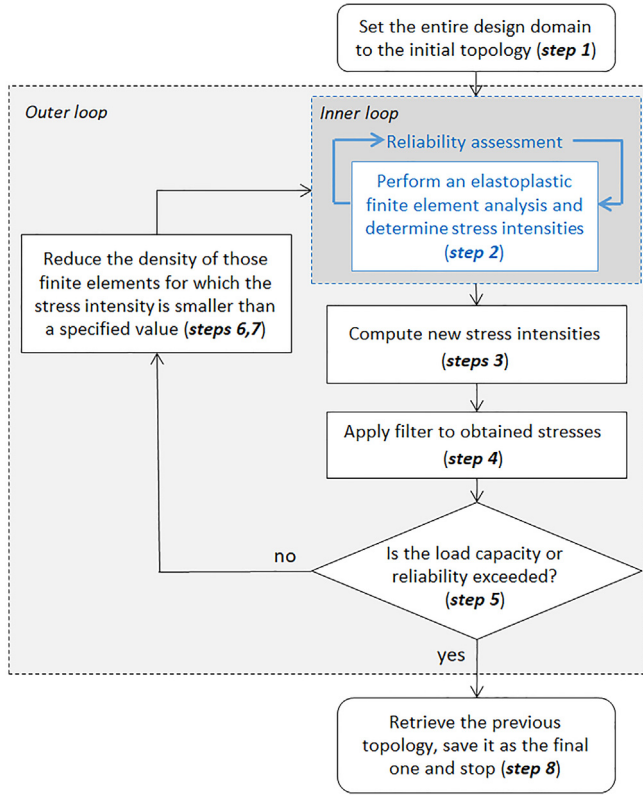 Set the entire design domain
to the initial topology (step 1)
Outer loop
Inner loop
Reliability assessment
Perform an elastoplastic
finite element analysis and
determine stress intensities
(step 2)
Reduce the density of those
finite elements for which the
stress intensity is smaller than
a specified value (steps 6,7)
Compute new stress intensities
(steps 3)
Apply filter to obtained stresses
(step 4)
no
Is the load capacity or
reliability exceeded?
(step 5)
yes
Retrieve the previous
topology, save it as the final
one and stop (step 8)